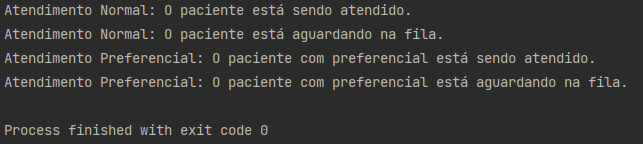 Atendimento Normal: O paciente está sendo atendido.
Atendimento Normal: O paciente está aguardando na fila.
Atendimento Preferencial: O paciente com preferencial está sendo atendido.
Atendimento Preferencial: O paciente com preferencial está aguardando na fila.
Process finished with exit code 0